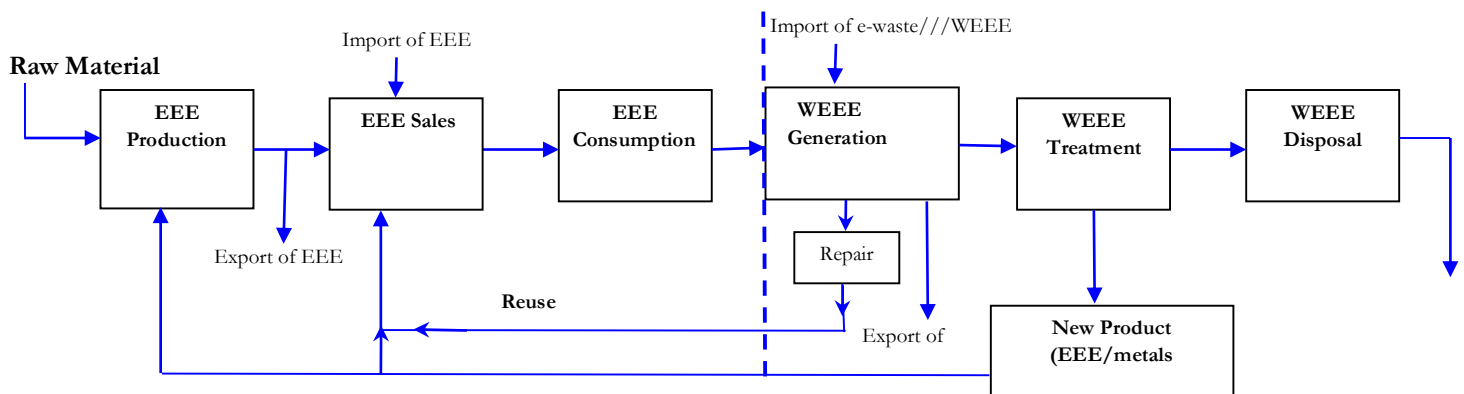 Import of EEE
Import of e-waste///WEEE
Raw Material
EEE
Production
EEE Sales
EEE
Consumption
WEEE
Generation
WEEE
Treatment
WEEE
Disposal
Export of EEE
Repair
Reuse
Export of
New Product
(EEE/metals